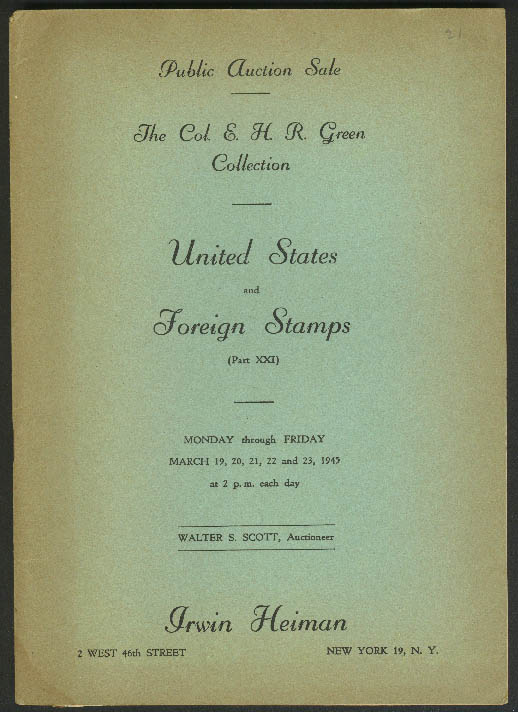 21
Public Auction Sale
The Col. E. H. R. Green
Collection
United States
and
Foreign Stamps
(Part XXI)
MONDAY through FRIDAY
MARCH 19, 20, 21, 22 and 23, 1945
at 2 p. m. each day
WALTER S. SCOTT, Auctioneer
Irwin Heiman
2 WEST 46th STREET NEW YORK 19, N. Y.